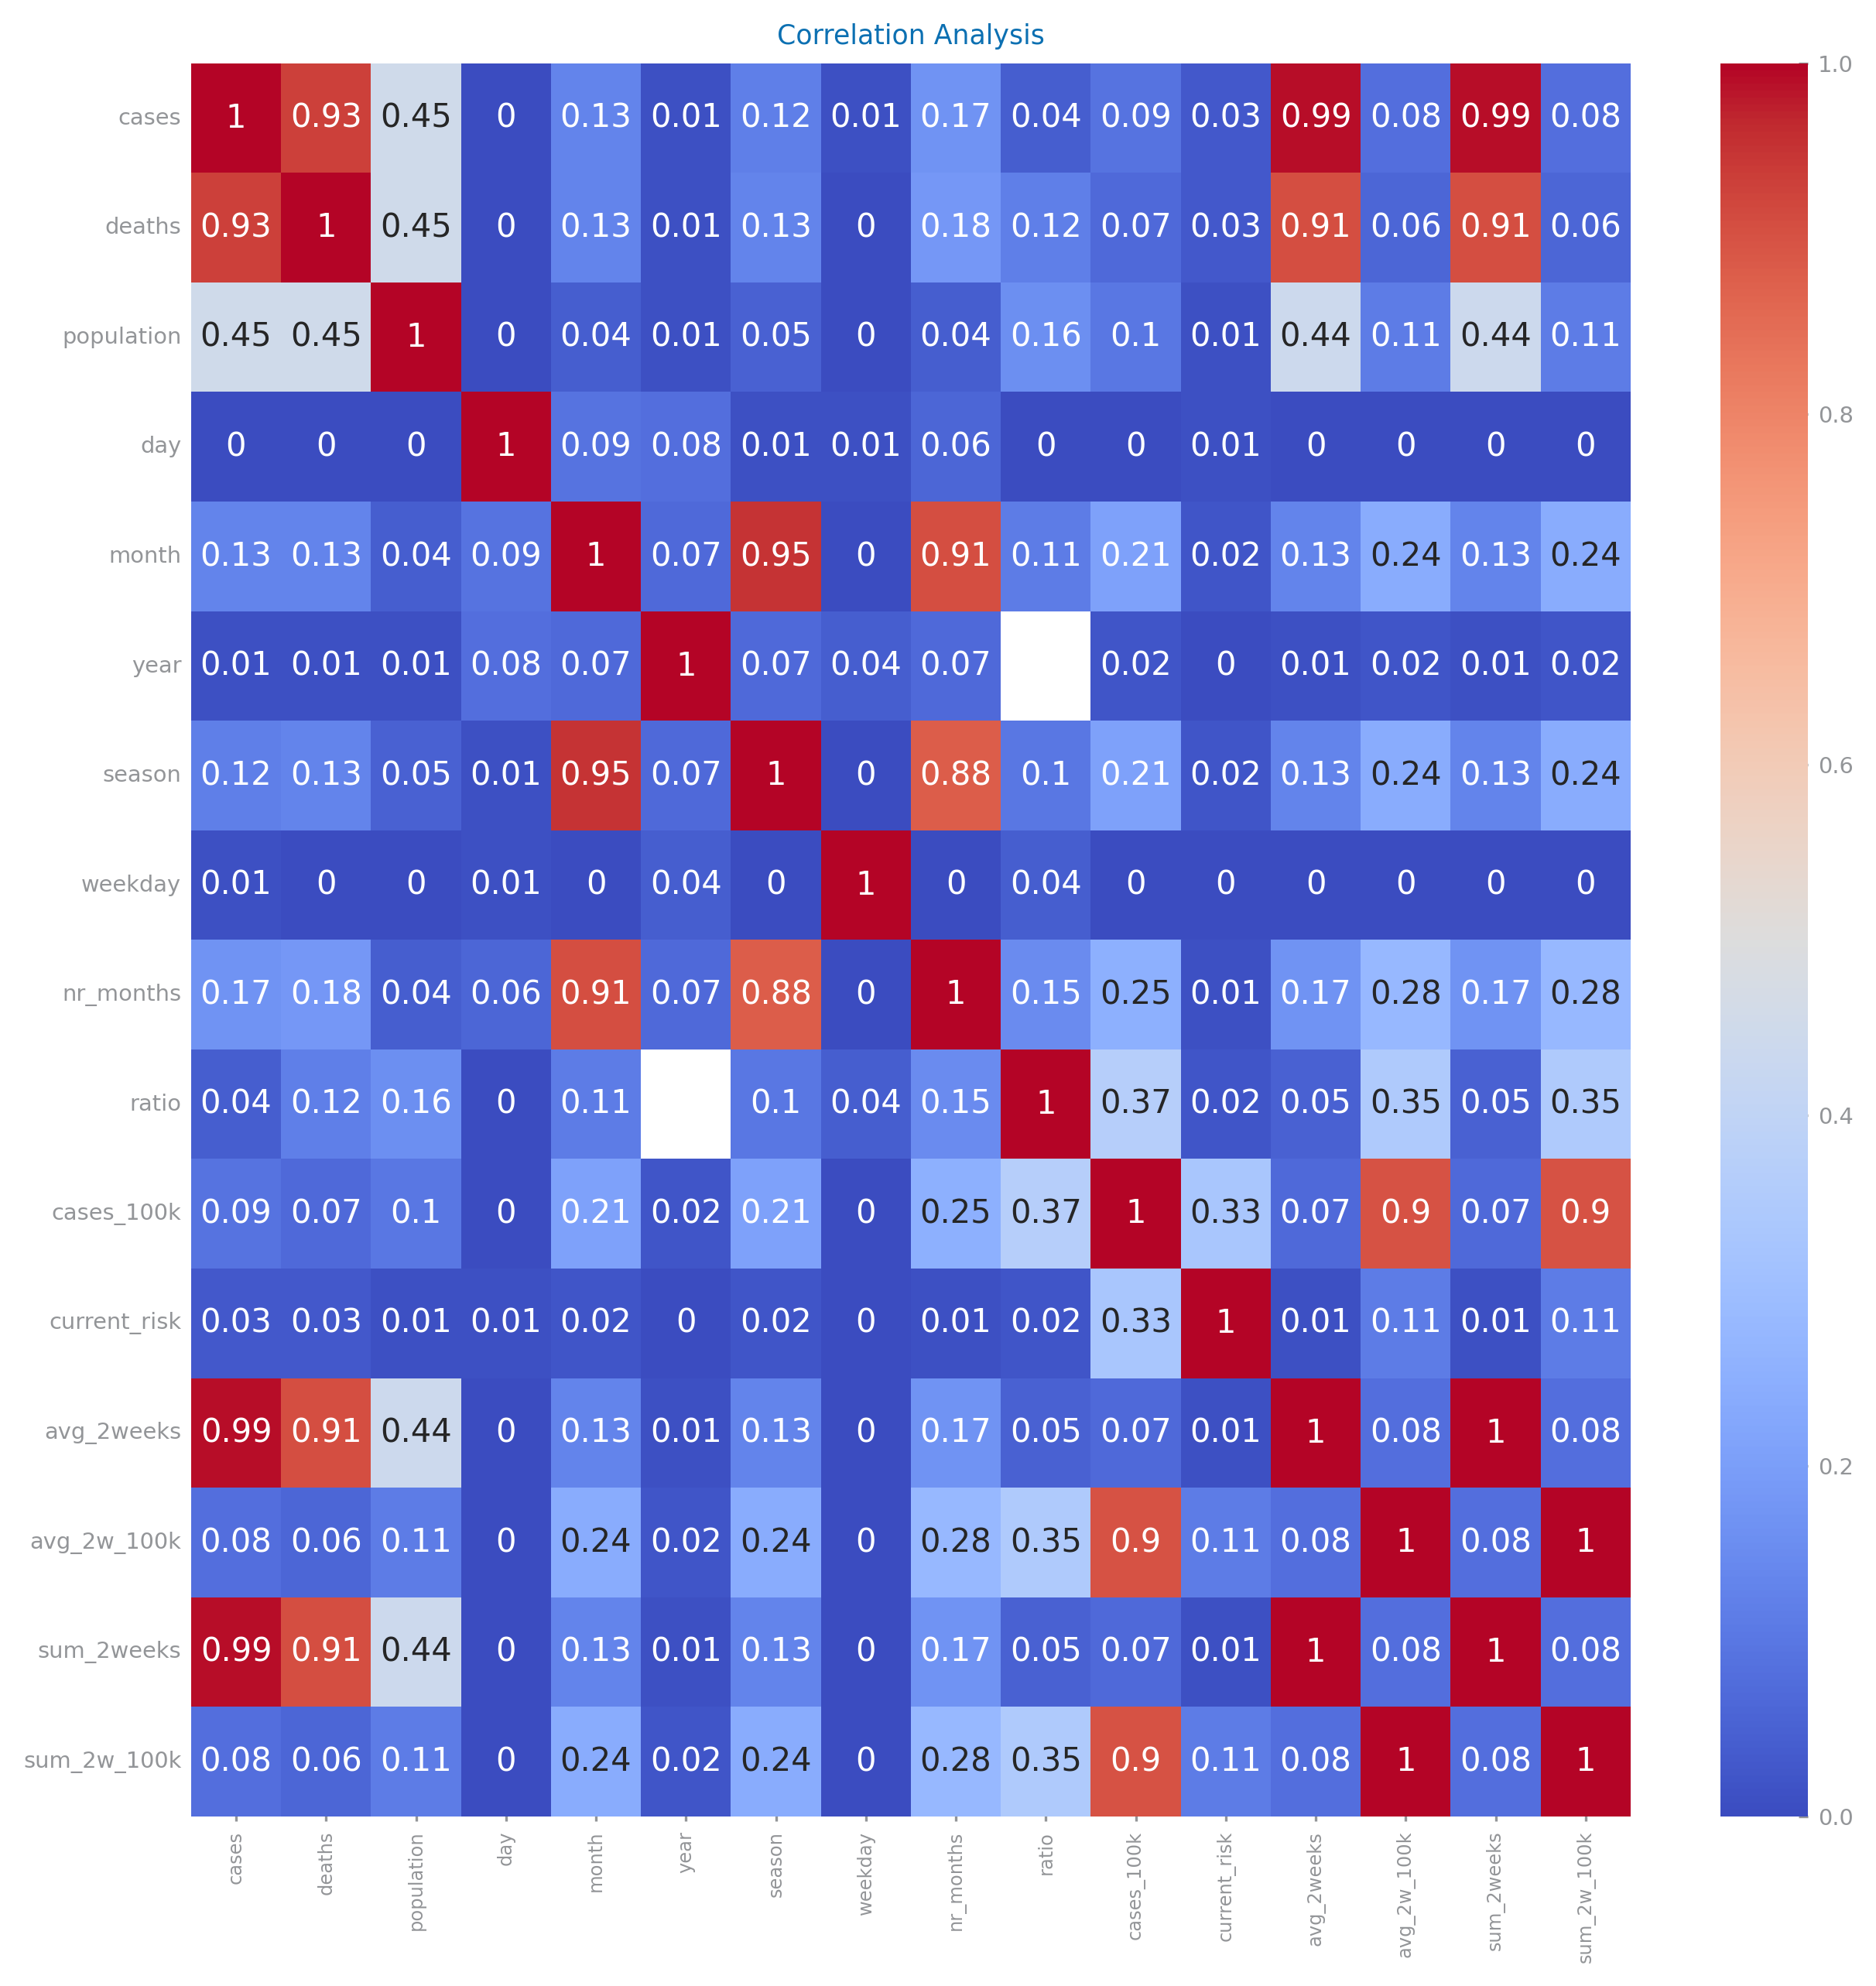 Correlation Analysis
cases 1 0.93 0.45 0 0.13 0.01 0.12 0.01 0.17 0.04 0.09 0.03 0.99 0.08 0.99 0.08
deaths 0.93 1 0.45 0 0.13 0.01 0.13 0 0.18 0.12 0.07 0.03 0.91 0.06 0.91 0.06
population 0.45 0.45 1 0 0.04 0.01 0.05 0 0.04 0.16 0.1 0.01 0.44 0.11 0.44 0.11
day 0 0 0 1 0.09 0.08 0.01 0.01 0.06 0 0 0.01 0 0 0 0
month 0.13 0.13 0.04 0.09 1 0.07 0.95 0 0.91 0.11 0.21 0.02 0.13 0.24 0.13 0.24
year 0.01 0.01 0.01 0.08 0.07 1 0.07 0.04 0.07 0.02 0 0.01 0.02 0.01 0.02
season 0.12 0.13 0.05 0.01 0.95 0.07 1 0 0.88 0.1 0.21 0.02 0.13 0.24 0.13 0.24
weekday 0.01 0 0 0.01 0 0.04 0 1 0 0.04 0 0 0 0 0 0
nr_months 0.17 0.18 0.04 0.06 0.91 0.07 0.88 0 1 0.15 0.25 0.01 0.17 0.28 0.17 0.28
ratio 0.04 0.12 0.16 0 0.11 0.1 0.04 0.15 1 0.37 0.02 0.05 0.35 0.05 0.35
cases_100k 0.09 0.07 0.1 0 0.21 0.02 0.21 0 0.25 0.37 1 0.33 0.07 0.9 0.07 0.9
current_risk 0.03 0.03 0.01 0.01 0.02 0 0.02 0 0.01 0.02 0.33 1 0.01 0.11 0.01 0.11
avg_2weeks 0.99 0.91 0.44 0 0.13 0.01 0.13 0 0.17 0.05 0.07 0.01 1 0.08 1 0.08
avg_2w_100k 0.08 0.06 0.11 0 0.24 0.02 0.24 0 0.28 0.35 0.9 0.11 0.08 1 0.08 1
sum_2weeks 0.99 0.91 0.44 0 0.13 0.01 0.13 0 0.17 0.05 0.07 0.01 1 0.08 1 0.08
sum_2w_100k 0.08 0.06 0.11 0 0.24 0.02 0.24 0 0.28 0.35 0.9 0.11 0.08 1 0.08 1
cases deaths population day month year season weekday nr_months ratio cases_100k current_risk avg_2weeks avg_2w_100k sum_2weeks sum_2w_100k
1.0
0.8
0.6
0.4
0.2
0.0